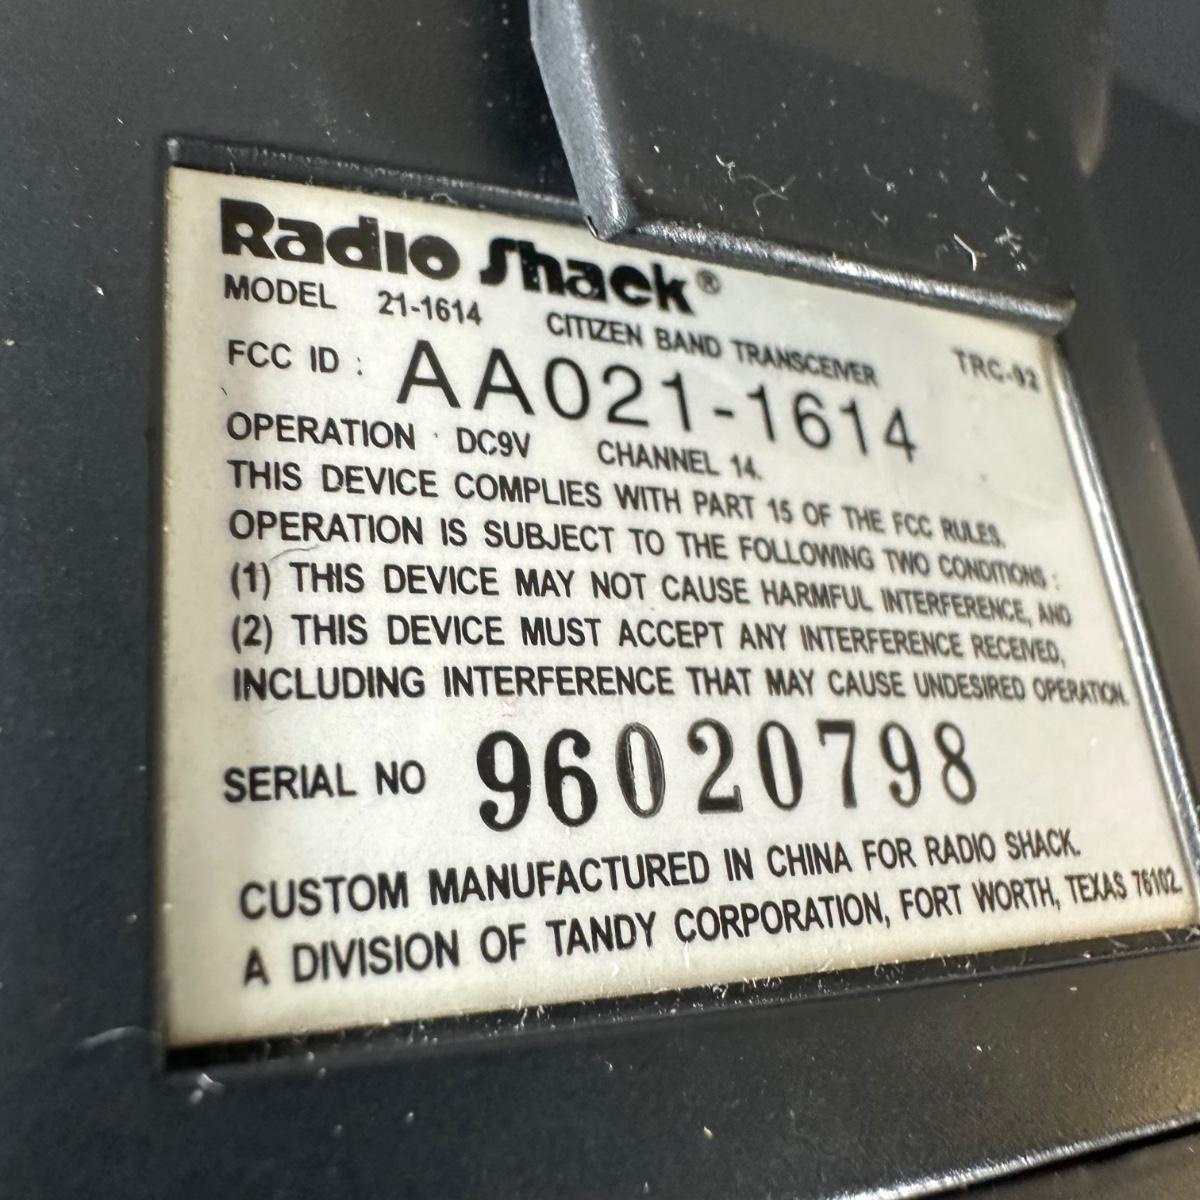 Radio Shack®
MODEL 21-1614 CITIZEN BAND TRANSCEIVER TRC-92
FCC ID : AA021-1614
OPERATION DC9V CHANNEL 14.
THIS DEVICE COMPLIES WITH PART 15 OF THE FCC RULES.
OPERATION IS SUBJECT TO THE FOLLOWING TWO CONDITIONS :
(1) THIS DEVICE MAY NOT CAUSE HARMFUL INTERFERENCE, AND
(2) THIS DEVICE MUST ACCEPT ANY INTERFERENCE RECEIVED,
INCLUDING INTERFERENCE THAT MAY CAUSE UNDESIRED OPERATION.
SERIAL NO 96020798
CUSTOM MANUFACTURED IN CHINA FOR RADIO SHACK.
A DIVISION OF TANDY CORPORATION, FORT WORTH, TEXAS 76102.